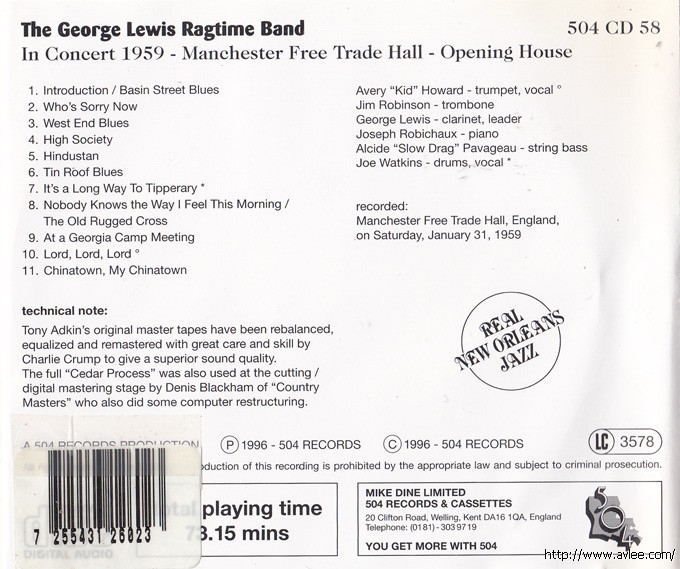 The George Lewis Ragtime Band
504 CD 58
In Concert 1959 - Manchester Free Trade Hall - Opening House
1. Introduction / Basin Street Blues
2. Who's Sorry Now
3. West End Blues
4. High Society
5. Hindustan
6. Tin Roof Blues
7. It's a Long Way To Tipperary *
8. Nobody Knows the Way I Feel This Morning /
The Old Rugged Cross
9. At a Georgia Camp Meeting
10. Lord, Lord, Lord °
11. Chinatown, My Chinatown
Avery "Kid" Howard - trumpet, vocal °
Jim Robinson - trombone
George Lewis - clarinet, leader
Joseph Robichaux - piano
Alcide "Slow Drag" Pavageau - string bass
Joe Watkins - drums, vocal *
recorded:
Manchester Free Trade Hall, England,
on Saturday, January 31, 1959
technical note:
Tony Adkin's original master tapes have been rebalanced,
equalized and remastered with great care and skill by
Charlie Crump to give a superior sound quality.
The full "Cedar Process" was also used at the cutting /
digital mastering stage by Denis Blackham of "Country
Masters" who also did some computer restructuring.
REAL
NEW ORLEANS
JAZZ
A 504 RECORDS PRODUCTION
Ⓟ 1996 - 504 RECORDS
© 1996 - 504 RECORDS
LC 3578
production of this recording is prohibited by the appropriate law and subject to criminal prosecution.
7 255431 26023
DIGITAL AUDIO
total playing time
73.15 mins
MIKE DINE LIMITED
504 RECORDS & CASSETTES
20 Clifton Road, Welling, Kent DA16 1QA, England
Telephone: (0181) - 303 9719
YOU GET MORE WITH 504
504
http://www.avlee.com/